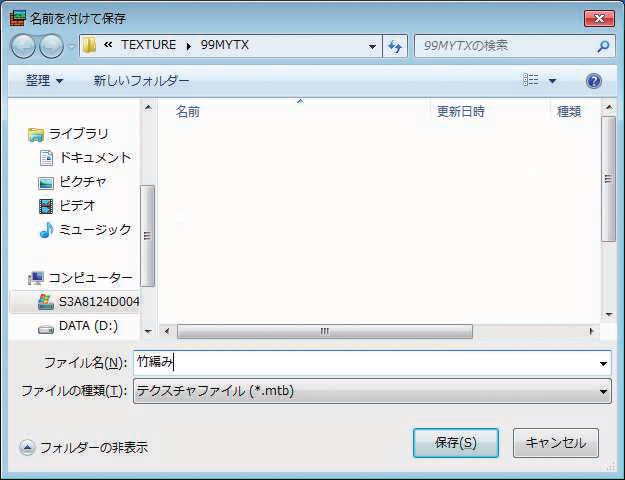 名前を付けて保存
« TEXTURE 99MYTX
99MYTXの検索
整理
新しいフォルダー
名前 更新日時 種類
ライブラリ
ドキュメント
ピクチャ
ビデオ
ミュージック
コンピューター
S3A8124D004
DATA (D:)
ファイル名(N): 竹編み
ファイルの種類(T): テクスチャファイル (*.mtb)
フォルダーの非表示
保存(S)
キャンセル